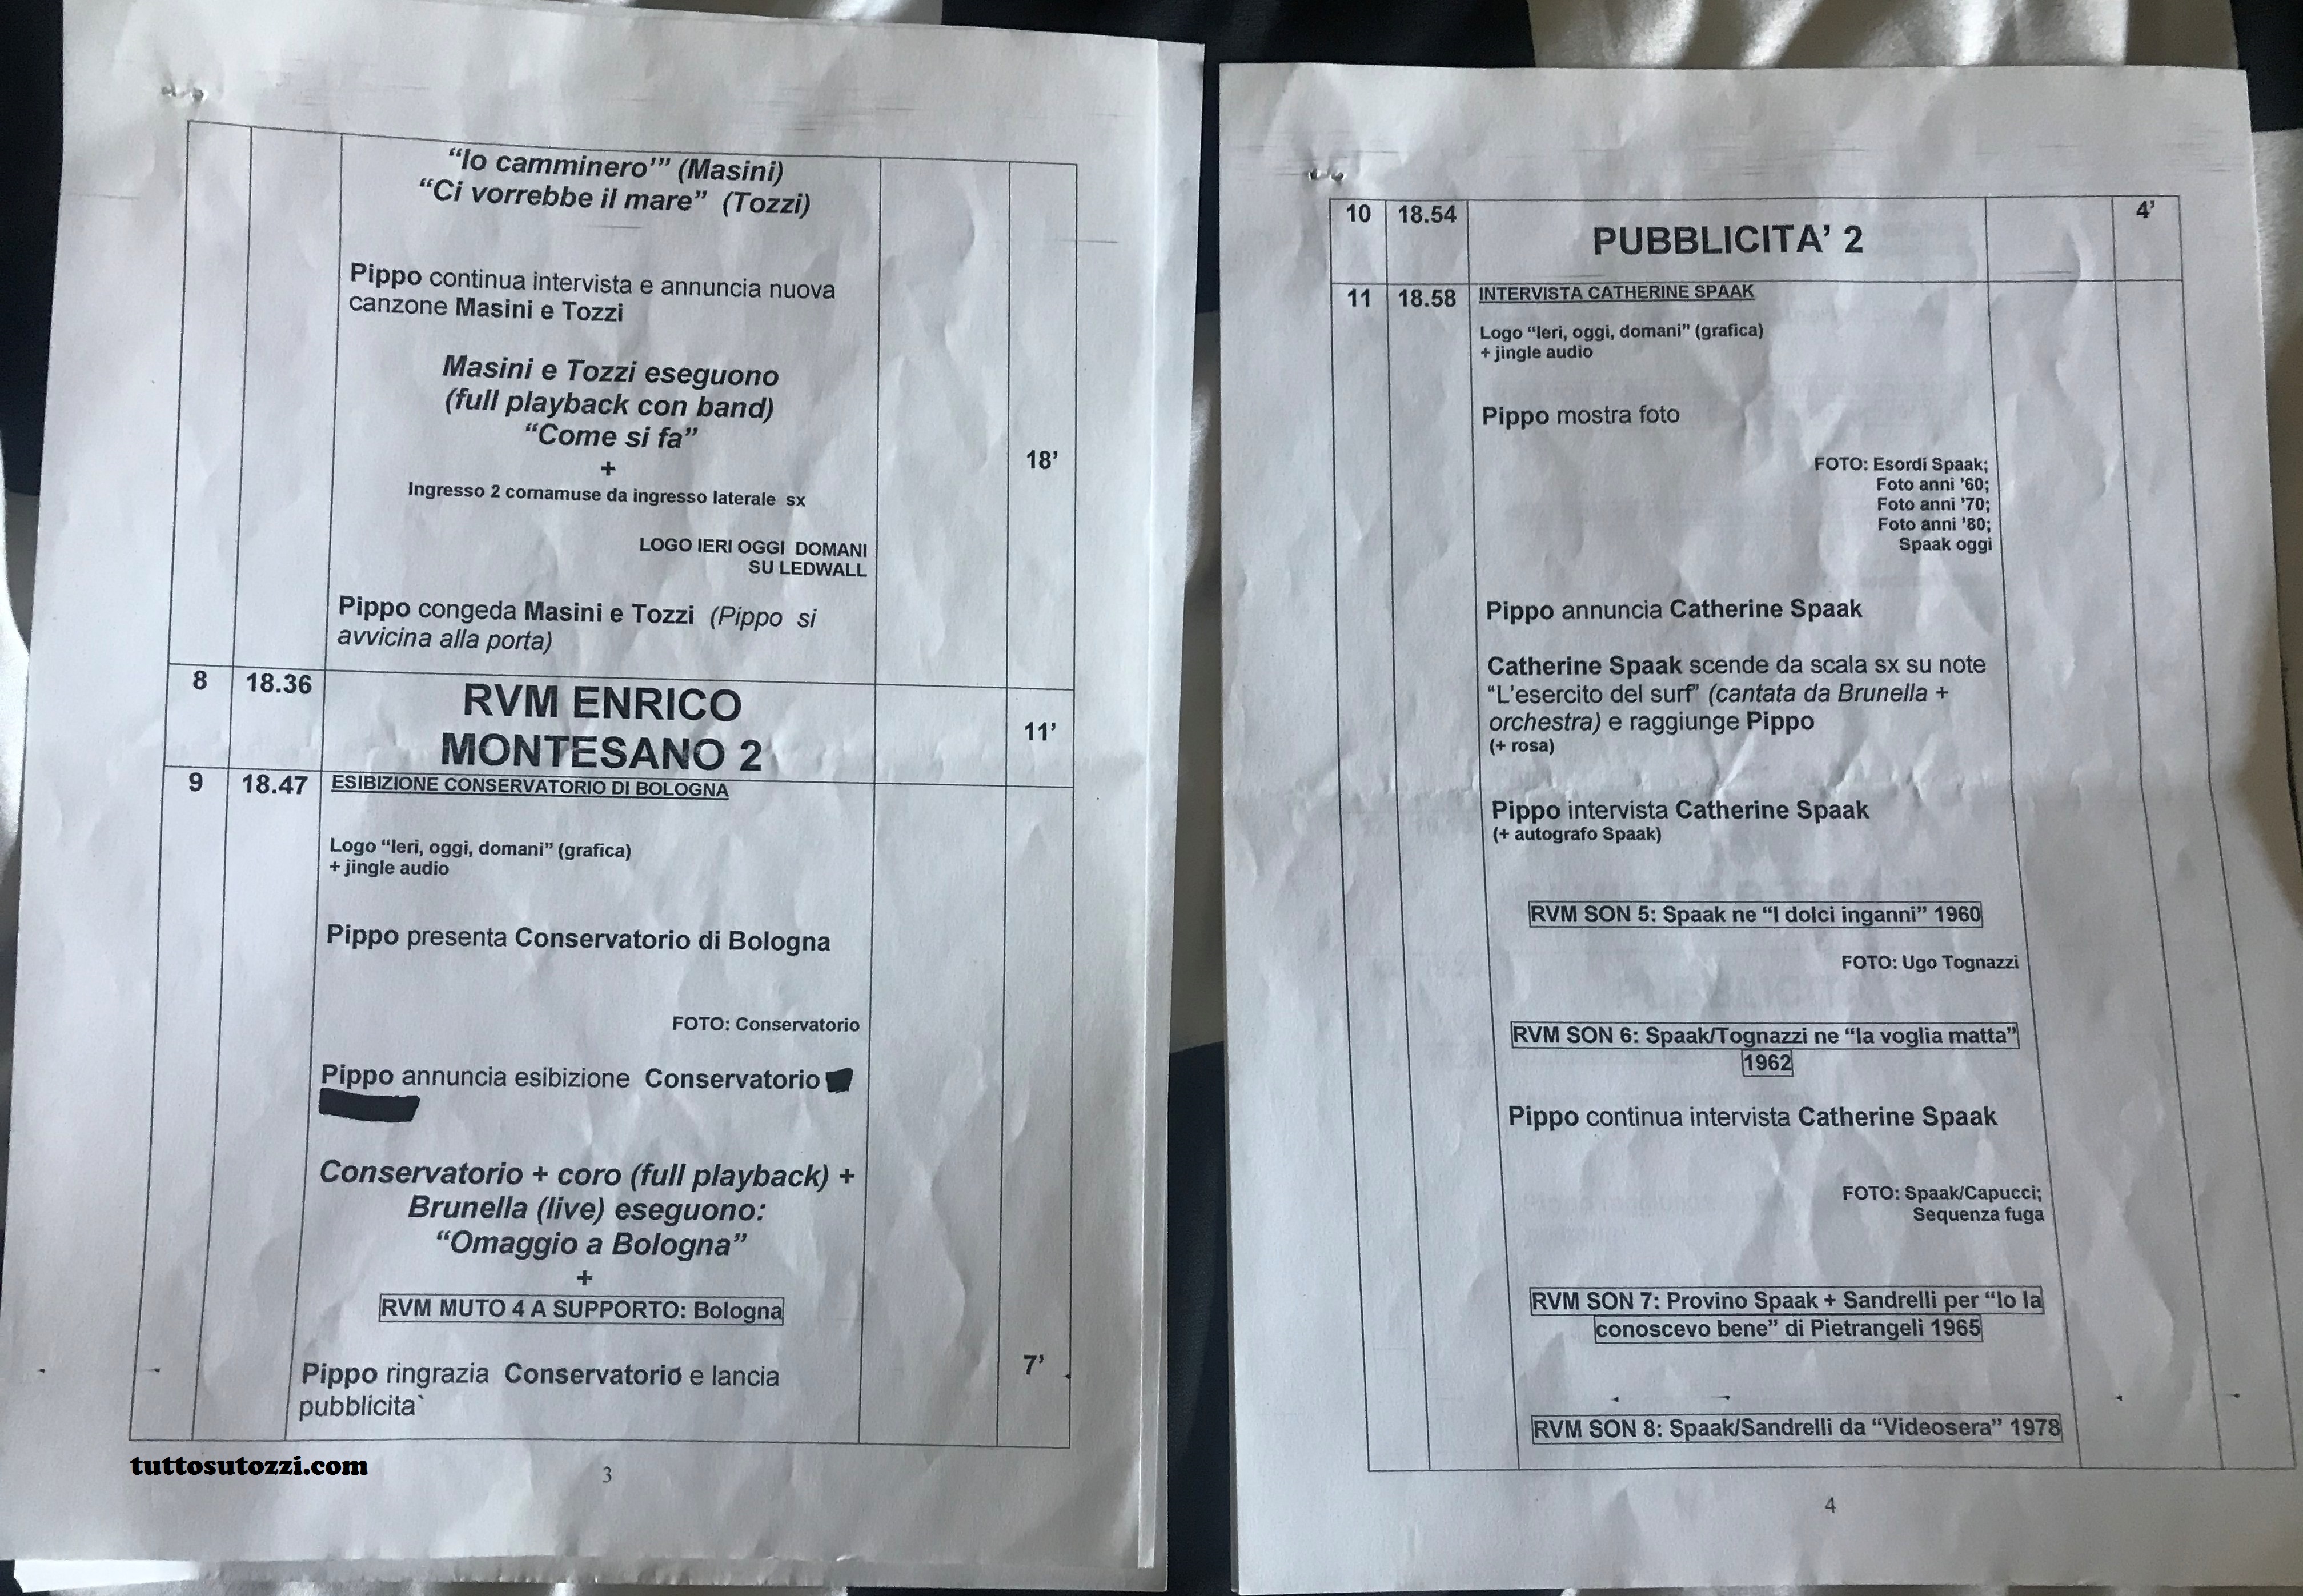 “Io camminero’” (Masini)
“Ci vorrebbe il mare” (Tozzi)
Pippo continua intervista e annuncia nuova
canzone Masini e Tozzi
Masini e Tozzi eseguono
(full playback con band)
“Come si fa”
+
18’
Ingresso 2 cornamuse da ingresso laterale sx
LOGO IERI OGGI DOMANI
SU LEDWALL
Pippo congeda Masini e Tozzi (Pippo si
avvicina alla porta)
8 18.36 RVM ENRICO
MONTESANO 2 11’
9 18.47 ESIBIZIONE CONSERVATORIO DI BOLOGNA
Logo “Ieri, oggi, domani” (grafica)
+ jingle audio
Pippo presenta Conservatorio di Bologna
FOTO: Conservatorio
Pippo annuncia esibizione Conservatorio
Conservatorio + coro (full playback) +
Brunella (live) eseguono:
“Omaggio a Bologna”
+
RVM MUTO 4 A SUPPORTO: Bologna
Pippo ringrazia Conservatorio e lancia 7’
pubblicita`
tuttosutozzi.com
3
10 18.54 PUBBLICITA’ 2 4’
11 18.58 INTERVISTA CATHERINE SPAAK
Logo “Ieri, oggi, domani” (grafica)
+ jingle audio
Pippo mostra foto
FOTO: Esordi Spaak;
Foto anni ’60;
Foto anni ’70;
Foto anni ’80;
Spaak oggi
Pippo annuncia Catherine Spaak
Catherine Spaak scende da scala sx su note
“L’esercito del surf” (cantata da Brunella +
orchestra) e raggiunge Pippo
(+ rosa)
Pippo intervista Catherine Spaak
(+ autografo Spaak)
RVM SON 5: Spaak ne “I dolci inganni” 1960
FOTO: Ugo Tognazzi
RVM SON 6: Spaak/Tognazzi ne “la voglia matta”
1962
Pippo continua intervista Catherine Spaak
FOTO: Spaak/Capucci;
Sequenza fuga
RVM SON 7: Provino Spaak + Sandrelli per “Io la
conoscevo bene” di Pietrangeli 1965
RVM SON 8: Spaak/Sandrelli da “Videosera” 1978
4